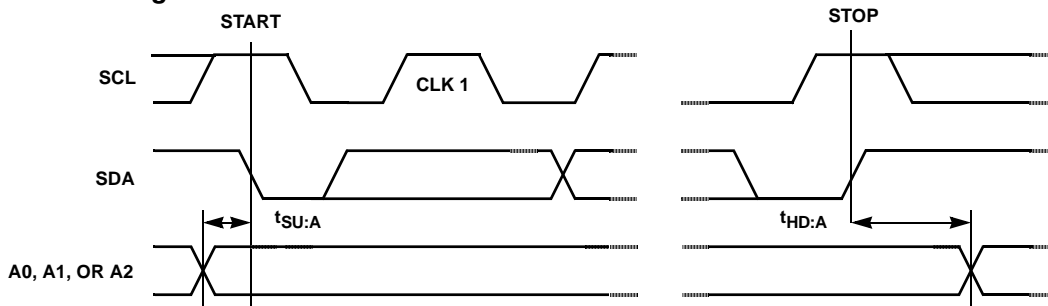 START
STOP
SCL
CLK 1
SDA
tSU:A
tHD:A
A0, A1, OR A2